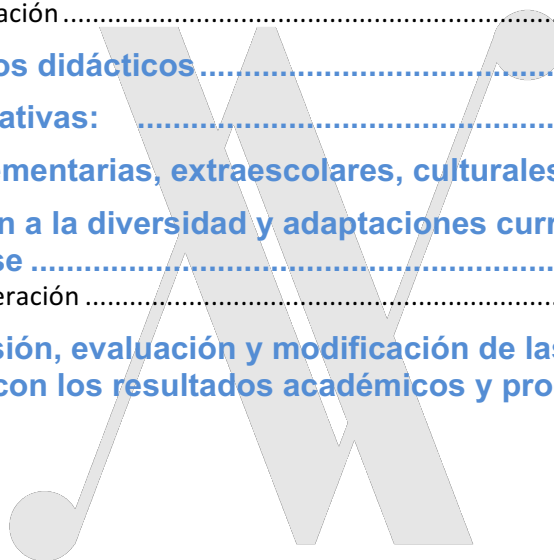 ación ................................................................
os didácticos ................................................
ativas: ................................................
ementarias, extraescolares, culturales
n a la diversidad y adaptaciones curr
se ................................................................
eración ................................................................
sión, evaluación y modificación de las
con los resultados académicos y pro